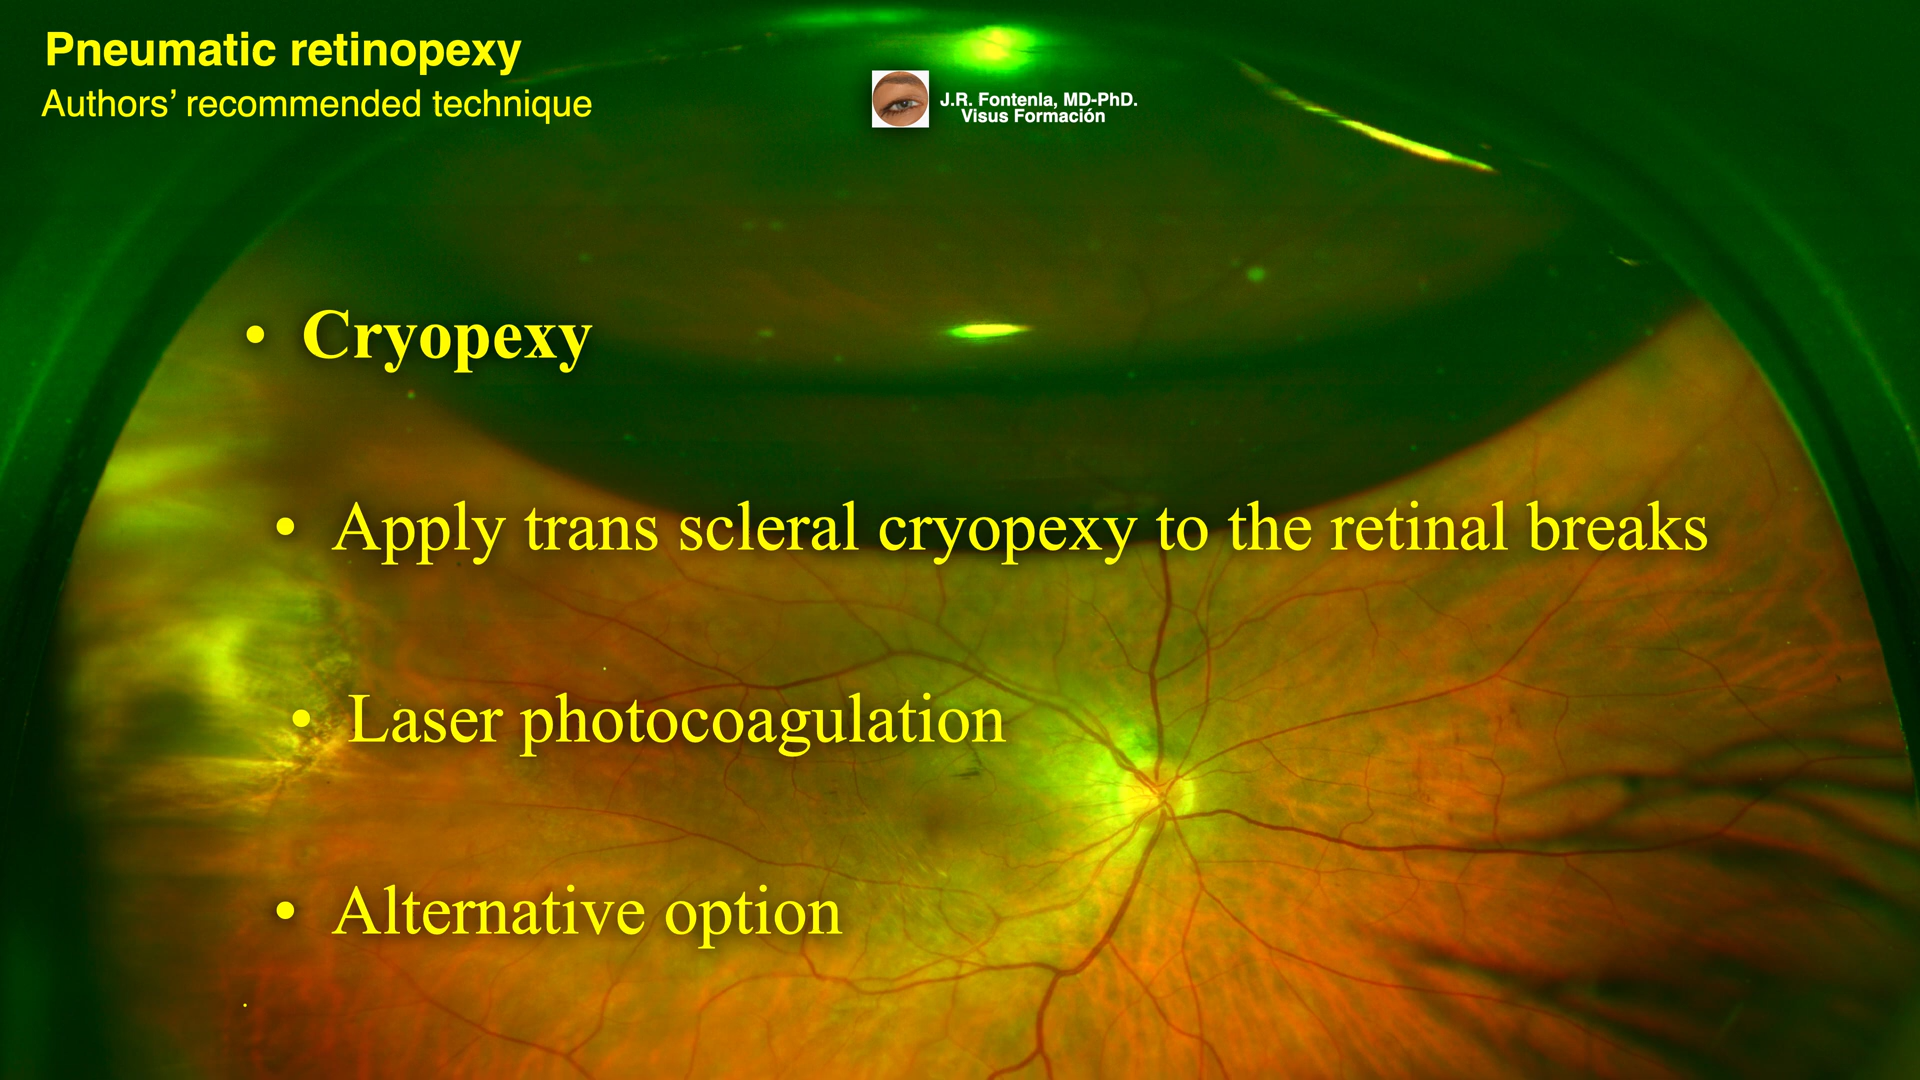 Pneumatic retinopexy
Authors’ recommended technique
J.R. Fontenla, MD-PhD.
Visus Formación
• Cryopexy
• Apply trans scleral cryopexy to the retinal breaks
• Laser photocoagulation
• Alternative option